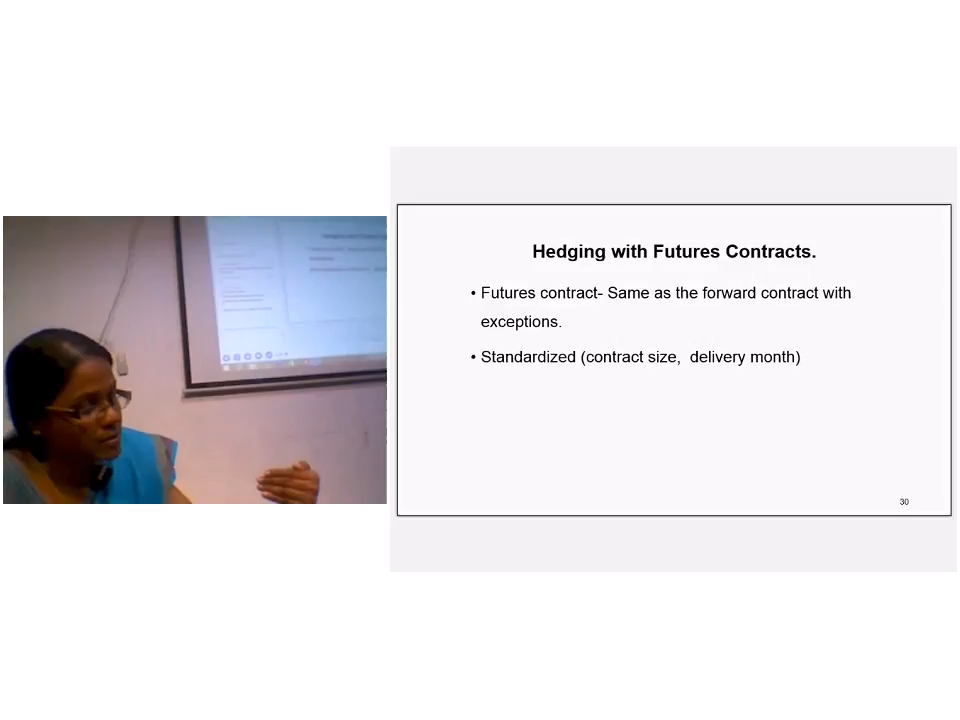 Hedging with Futures Contracts.
• Futures contract- Same as the forward contract with
exceptions.
• Standardized (contract size,  delivery month)
30